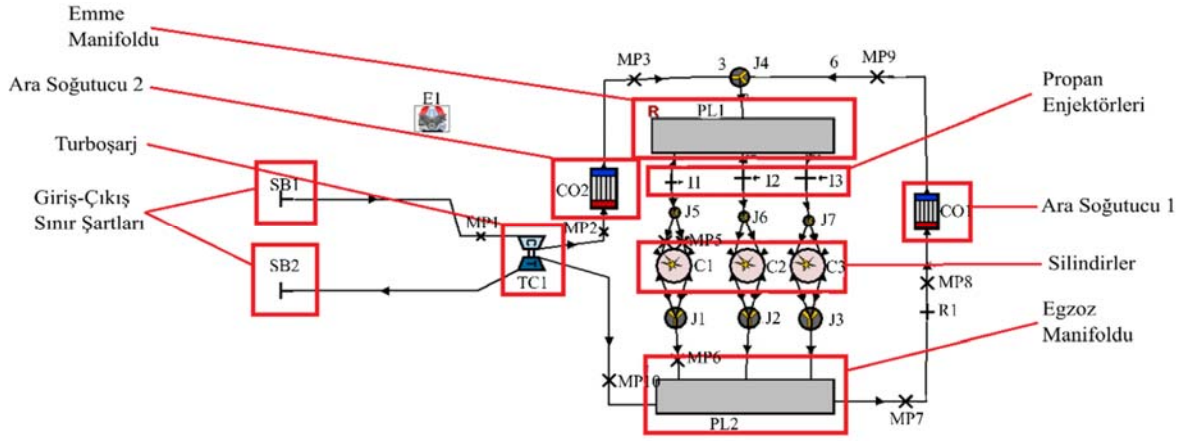 Emme
Manifoldu
Ara Soğutucu 2
Turboşarj
Giriş-Çıkış
Sınır Şartları
E1
SB1
SB2
MP1
MP2
TC1
CO2
MP3
3
J4
6
MP9
R
PL1
I1
I2
I3
J5
J6
J7
MP5
C1
C2
C3
J1
J2
J3
MP6
MP10
PL2
MP7
R1
MP8
CO1
Propan
Enjektörleri
Ara Soğutucu 1
Silindirler
Egzoz
Manifoldu